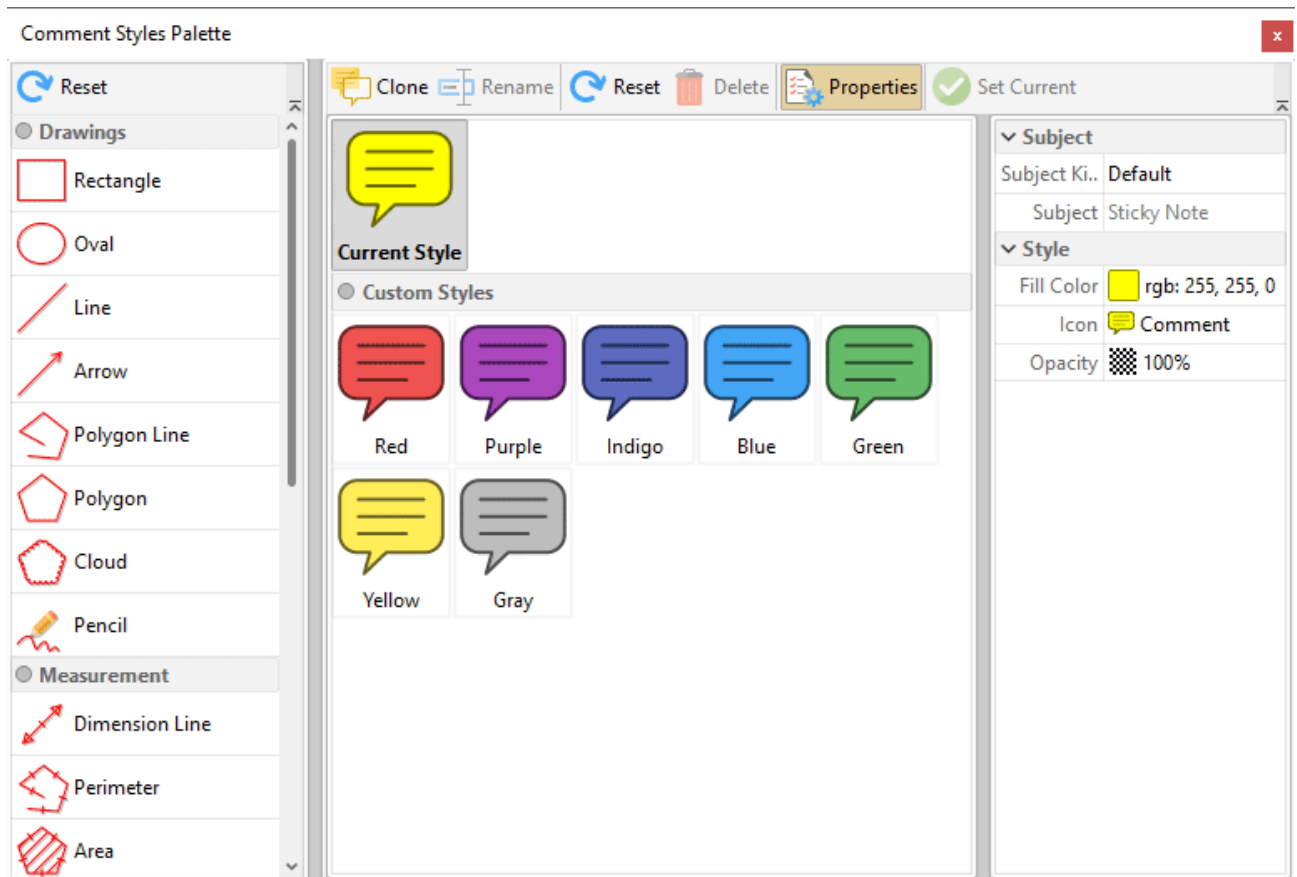 Comment Styles Palette
x
Reset
Clone Rename Reset Delete Properties Set Current
Drawings
Rectangle
Oval
Line
Arrow
Polygon Line
Polygon
Cloud
Pencil
Measurement
Dimension Line
Perimeter
Area
Current Style
Custom Styles
Red Purple Indigo Blue Green
Yellow Gray
Subject
Subject Ki.. Default
Subject Sticky Note
Style
Fill Color rgb: 255, 255, 0
Icon Comment
Opacity 100%